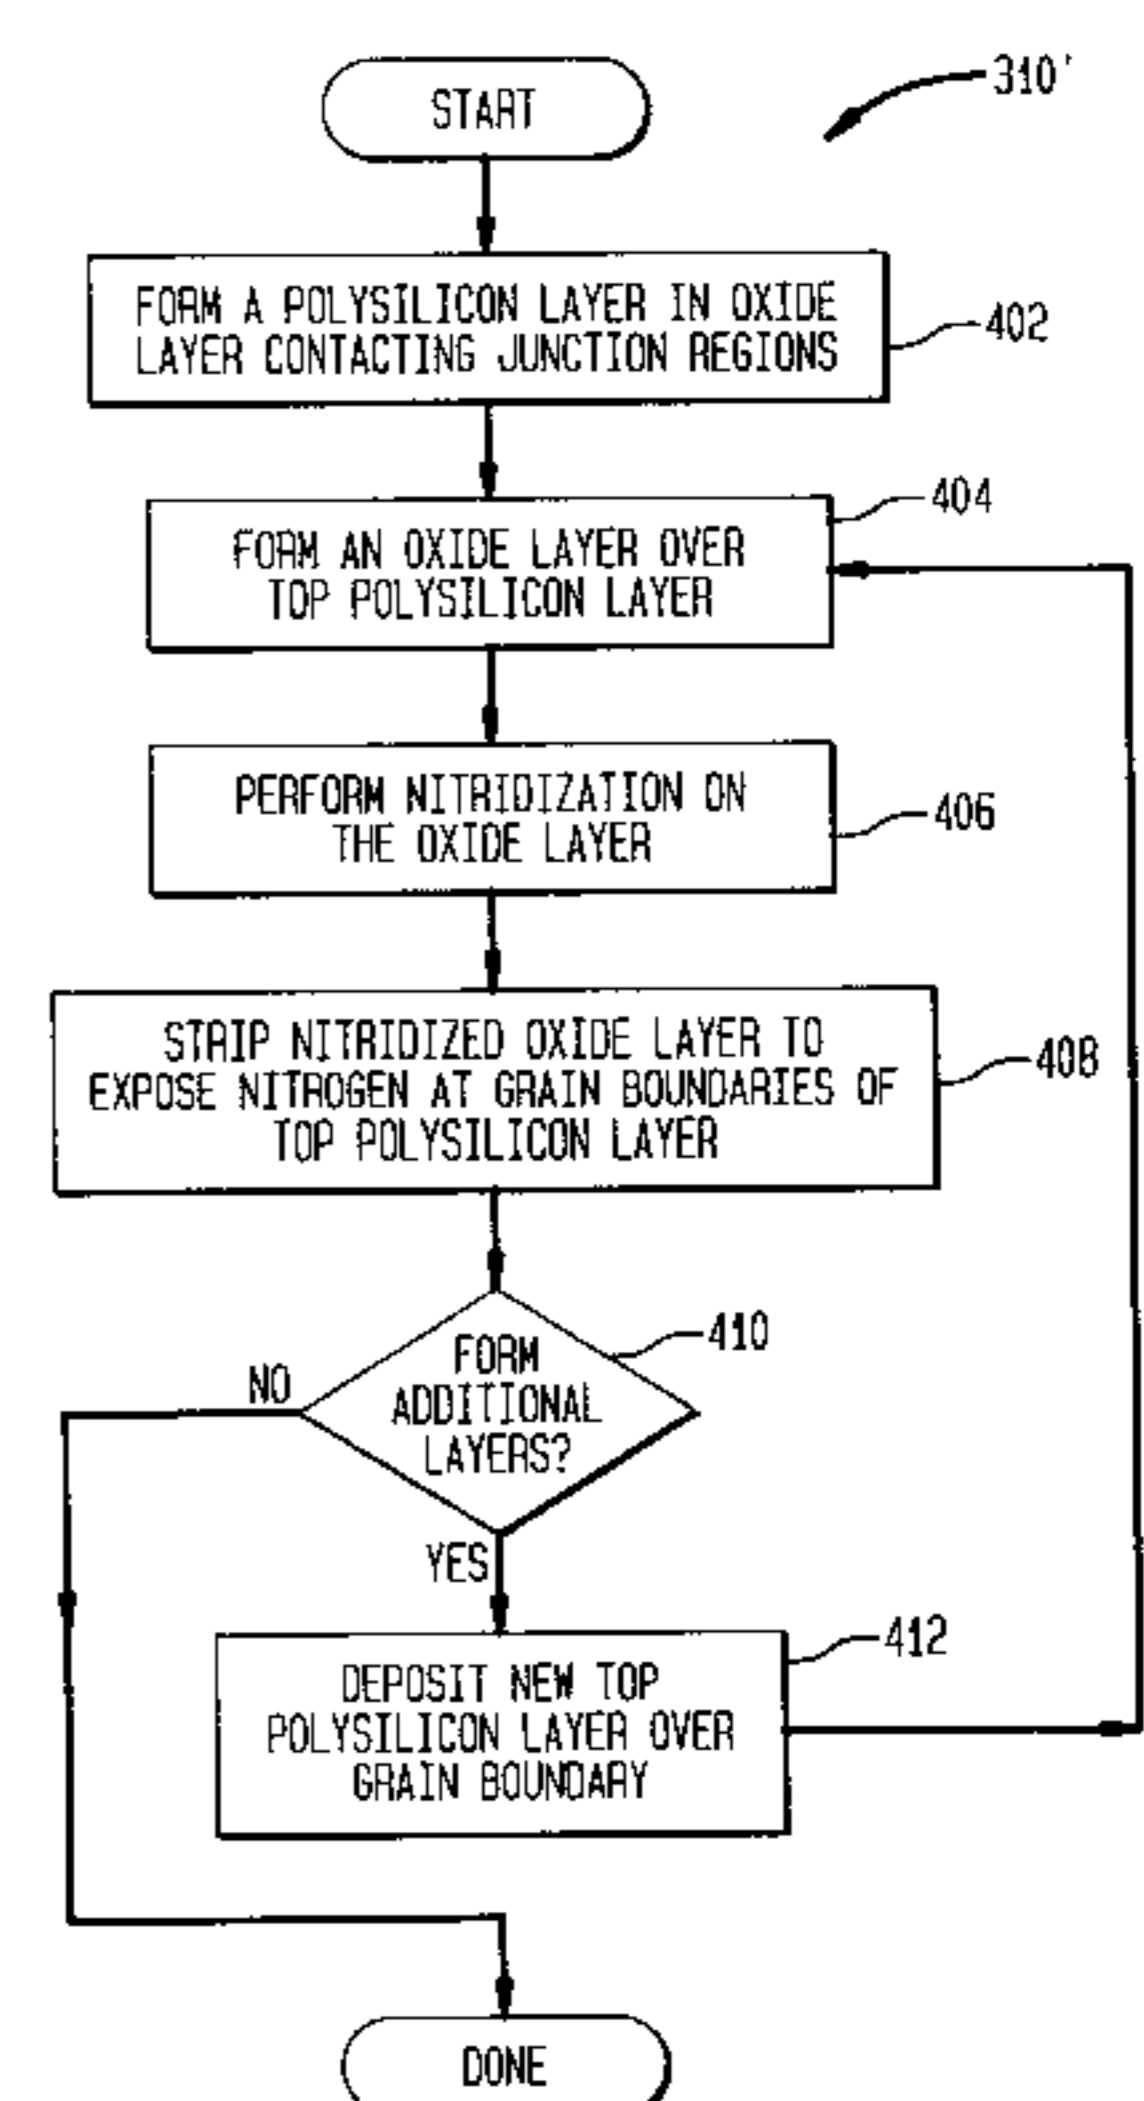 START
310'
FORM A POLYSILICON LAYER IN OXIDE
LAYER CONTACTING JUNCTION REGIONS
402
FORM AN OXIDE LAYER OVER
TOP POLYSILICON LAYER
404
PERFORM NITRIDIZATION ON
THE OXIDE LAYER
406
STRIP NITRIDIZED OXIDE LAYER TO
EXPOSE NITROGEN AT GRAIN BOUNDARIES OF
TOP POLYSILICON LAYER
408
FORM
ADDITIONAL
LAYERS?
410
NO
YES
DEPOSIT NEW TOP
POLYSILICON LAYER OVER
GRAIN BOUNDARY
412
DONE